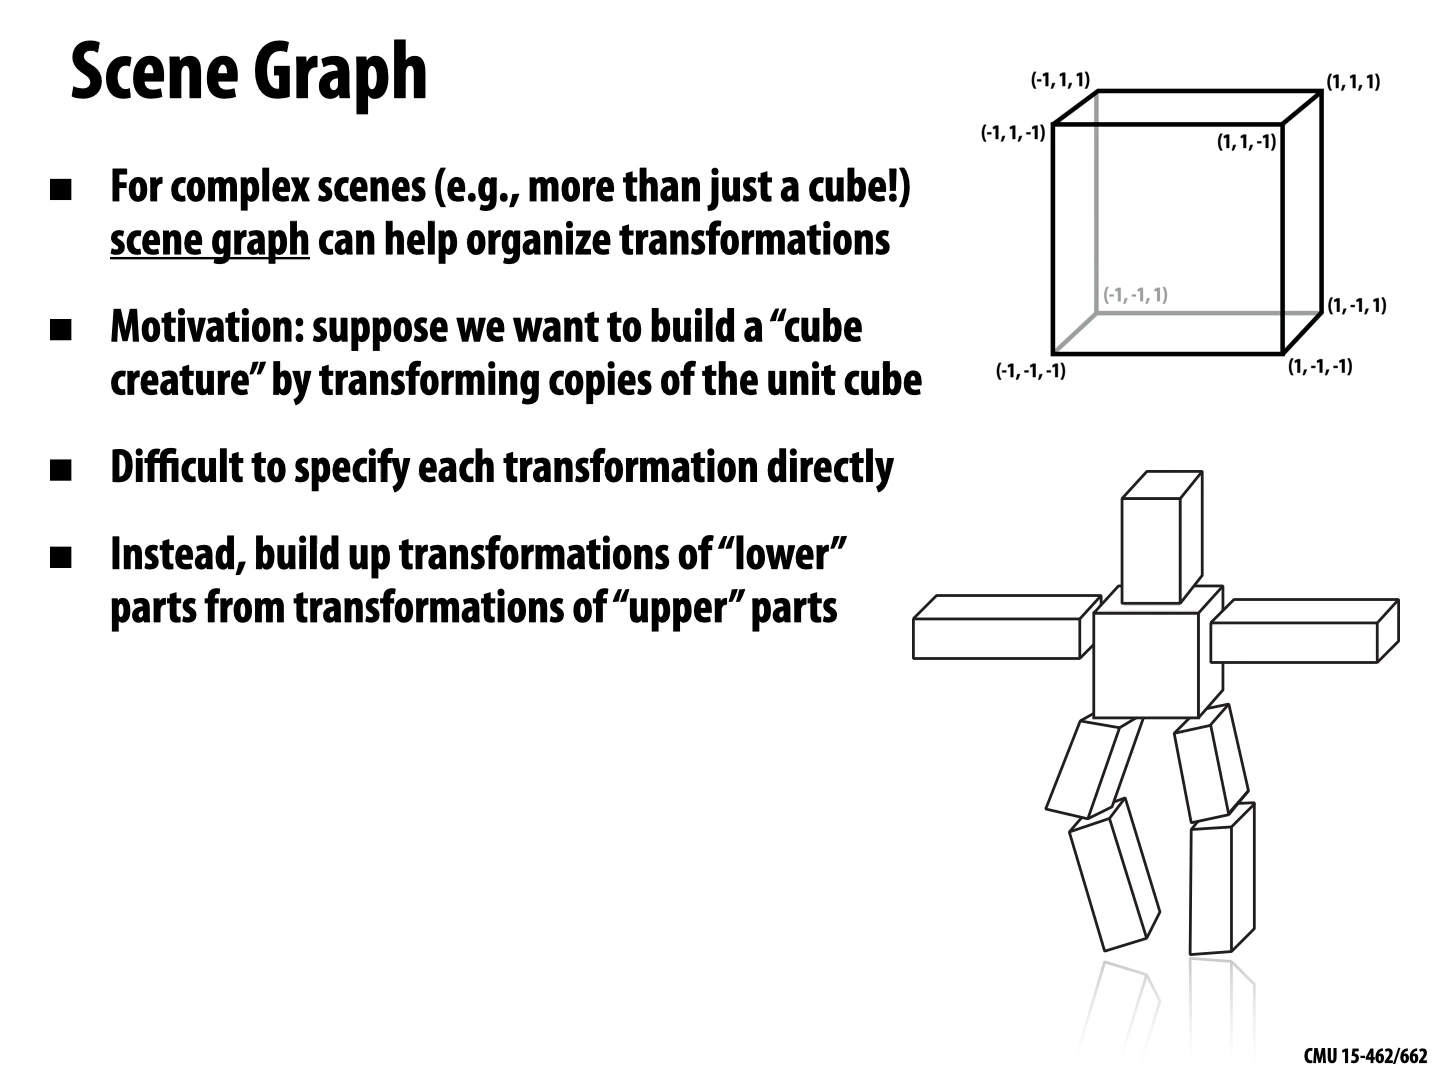 Scene Graph
■ For complex scenes (e.g., more than just a cube!)
scene graph can help organize transformations
■ Motivation: suppose we want to build a “cube
creature” by transforming copies of the unit cube
■ Difficult to specify each transformation directly
■ Instead, build up transformations of “lower”
parts from transformations of “upper” parts
(-1, 1, 1)
(1, 1, 1)
(-1, 1, -1)
(1, 1, -1)
(-1, -1, 1)
(1, -1, 1)
(-1, -1, -1)
(1, -1, -1)
CMU 15-462/662